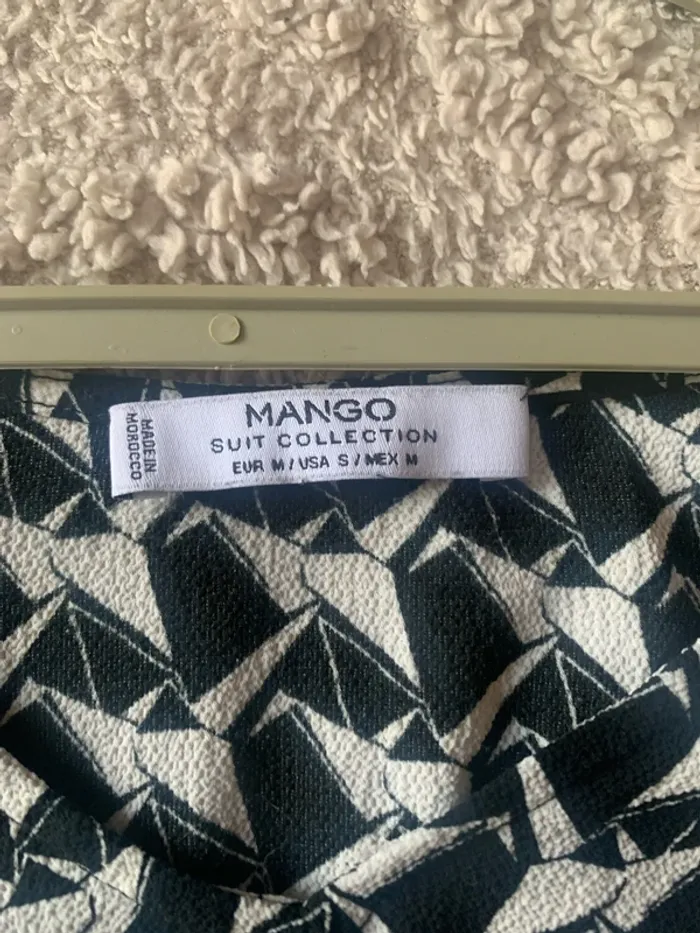 MANGO
SUIT COLLECTION
EUR M / USA S / MEX M
MADE IN
MOROCCO